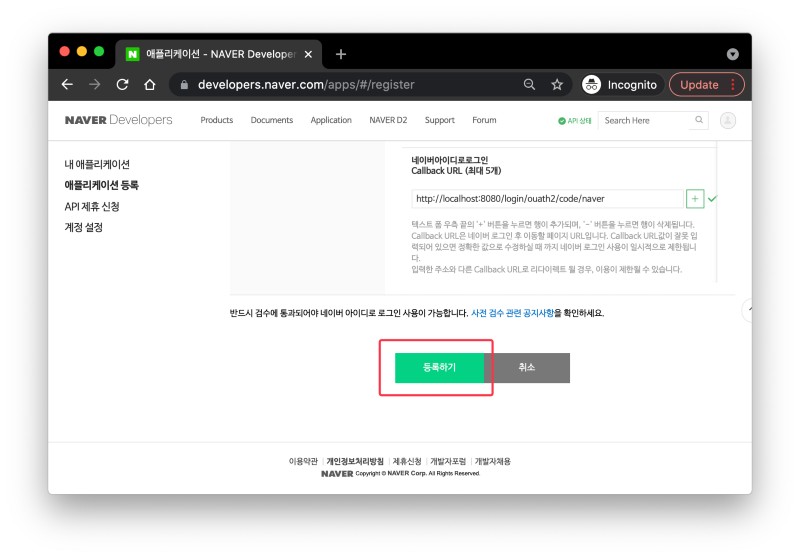 애플리케이션 - NAVER Develope
developers.naver.com/apps/#/register
Incognito
Update
NAVER Developers
Products
Documents
Application
NAVER D2
Support
Forum
API 상태
Search Here
내 애플리케이션
애플리케이션 등록
API 제휴 신청
계정 설정
네이버아이디로로그인
Callback URL (최대 5개)
http://localhost:8080/login/ouath2/code/naver
텍스트 폼 우측 끝의 '+' 버튼을 누르면 행이 추가되며, '-' 버튼을 누르면 행이 삭제됩니다.
Callback URL은 네이버 로그인 후 이동할 페이지 URL입니다. Callback URL값이 잘못 입
력되어 있으면 정확한 값으로 수정하실 때 까지 네이버 로그인 사용이 일시적으로 제한됩니
다.
입력한 주소와 다른 Callback URL로 리다이렉트 될 경우, 이용이 제한될 수 있습니다.
반드시 검수에 통과되어야 네이버 아이디로 로그인 사용이 가능합니다. 사전 검수 관련 공지사항을 확인하세요.
등록하기
취소
이용약관 | 개인정보처리방침 | 제휴신청 | 개발자포럼 | 개발자채용
NAVER Copyright © NAVER Corp. All Rights Reserved.